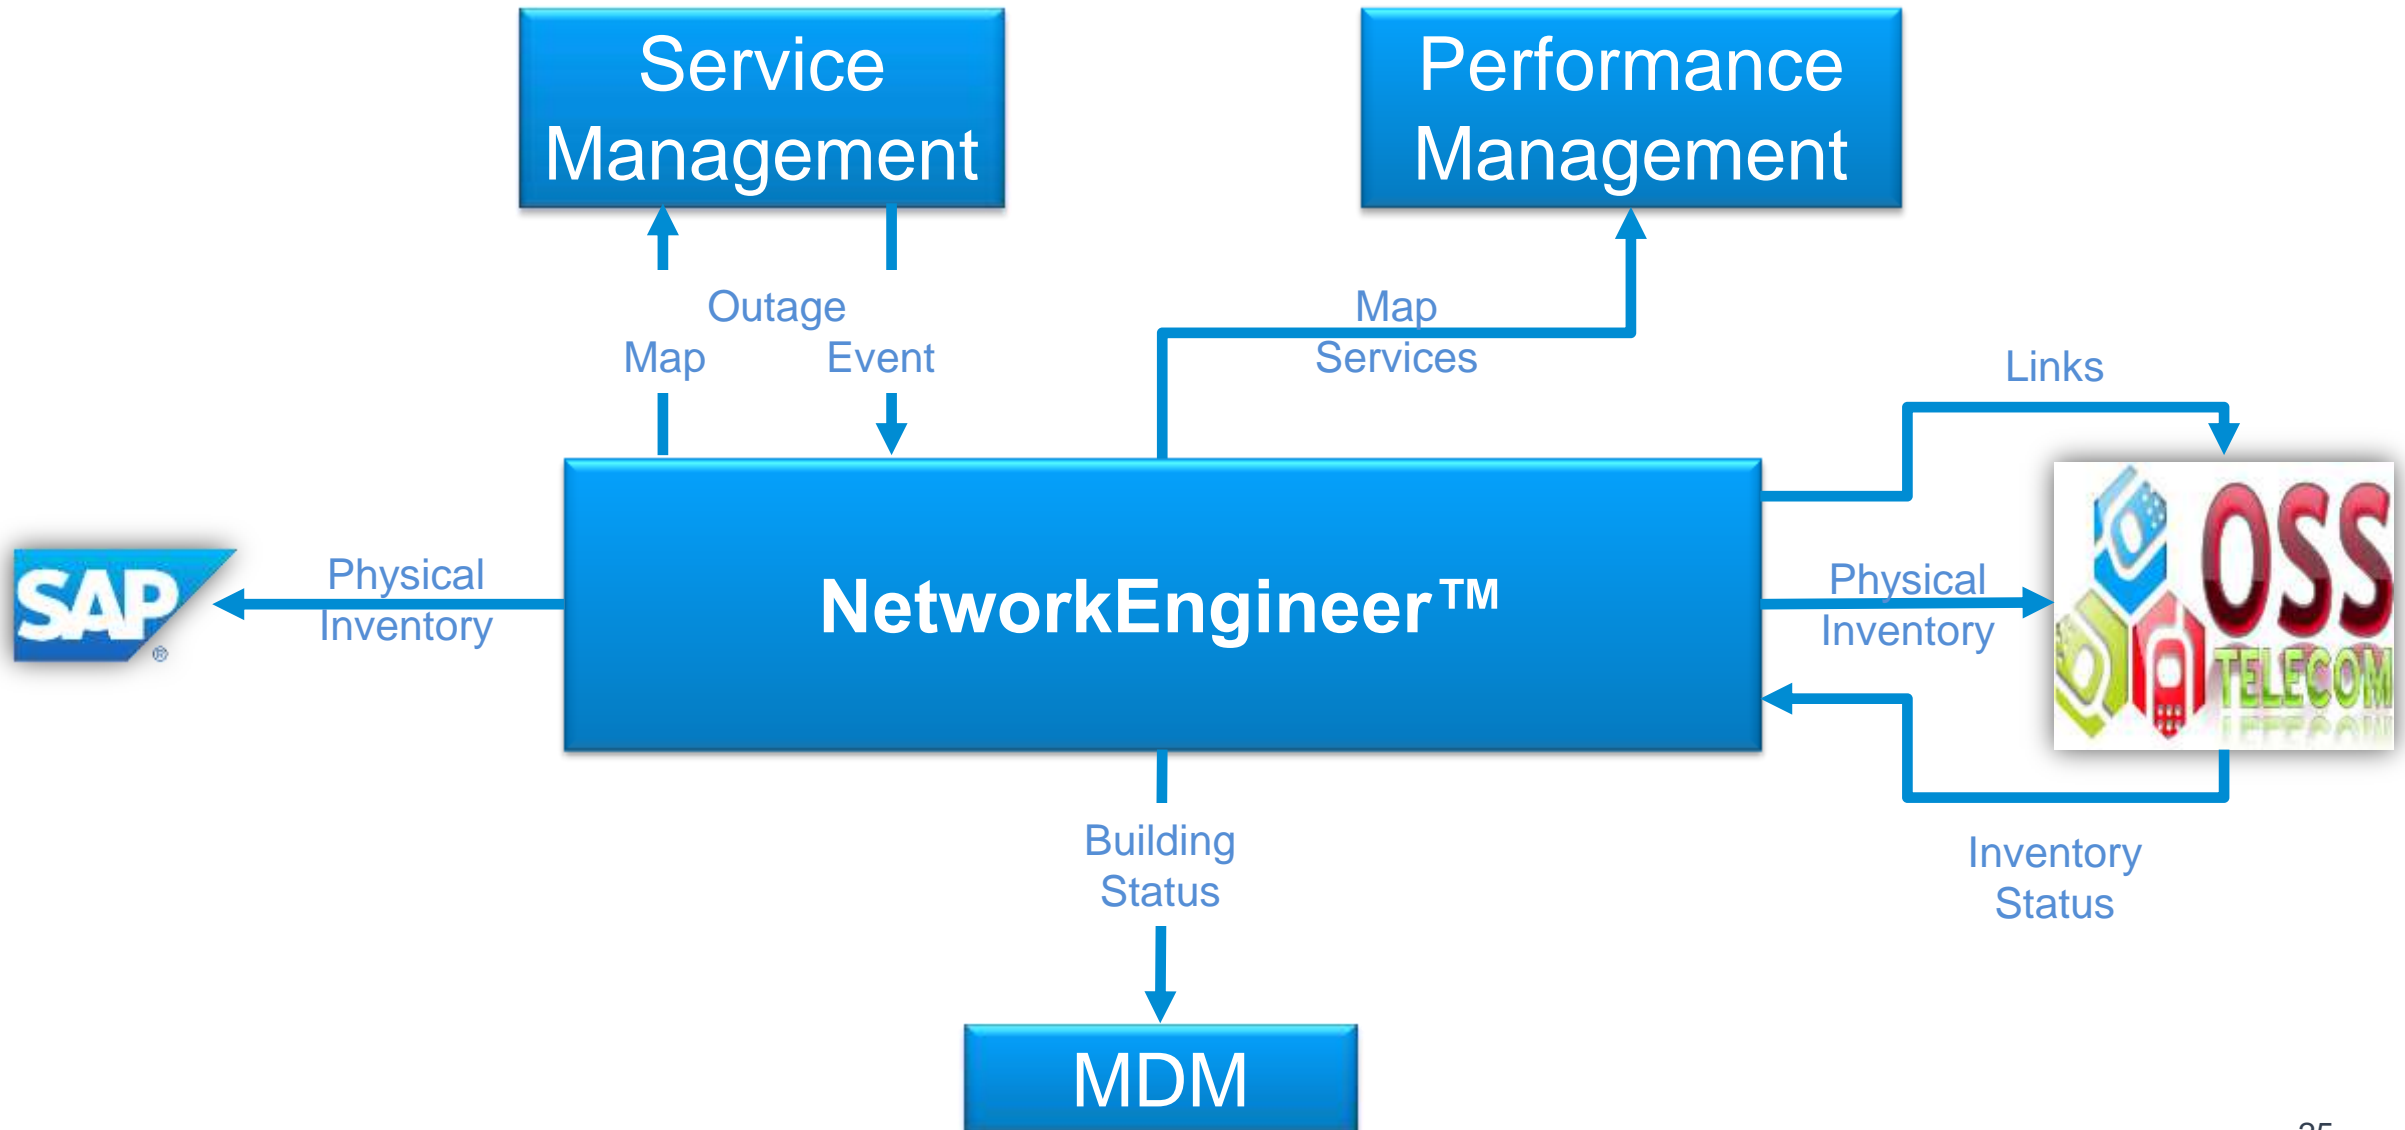 Service
Management
Performance
Management
Outage
Map
Event
Map
Services
Links
SAP
®
Physical
Inventory
NetworkEngineer™
Physical
Inventory
OSS
TELECOM
Building
Status
Inventory
Status
MDM